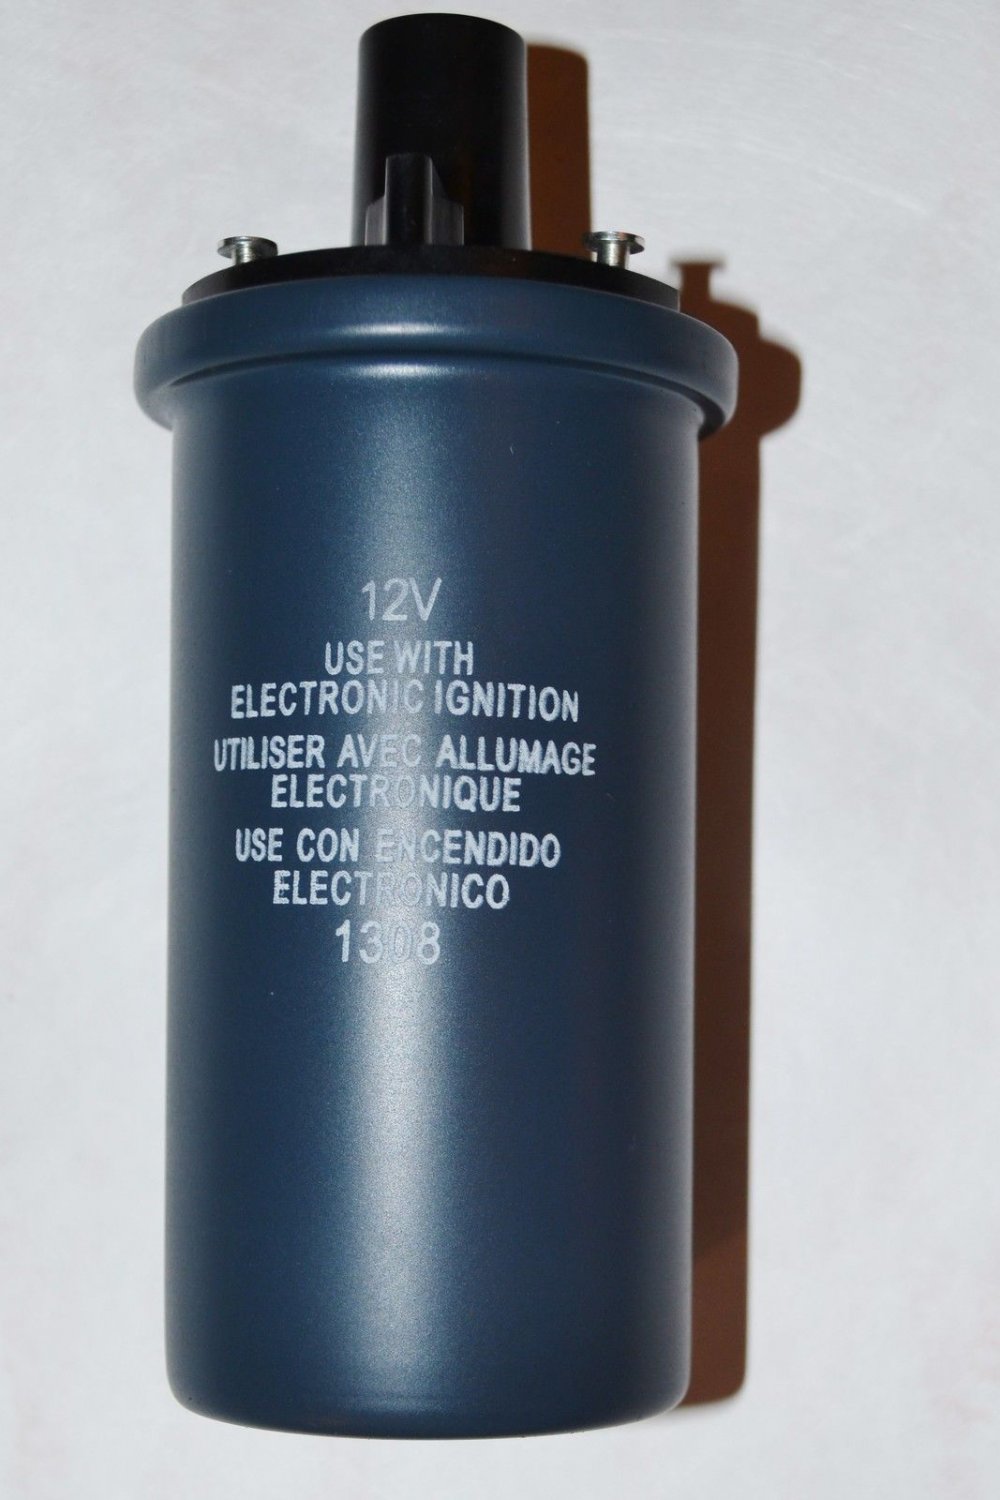 12V
USE WITH
ELECTRONIC IGNITION
UTILISER AVEC ALLUMAGE
ELECTRONIQUE
USE CON ENCENDIDO
ELECTRONICO
1308